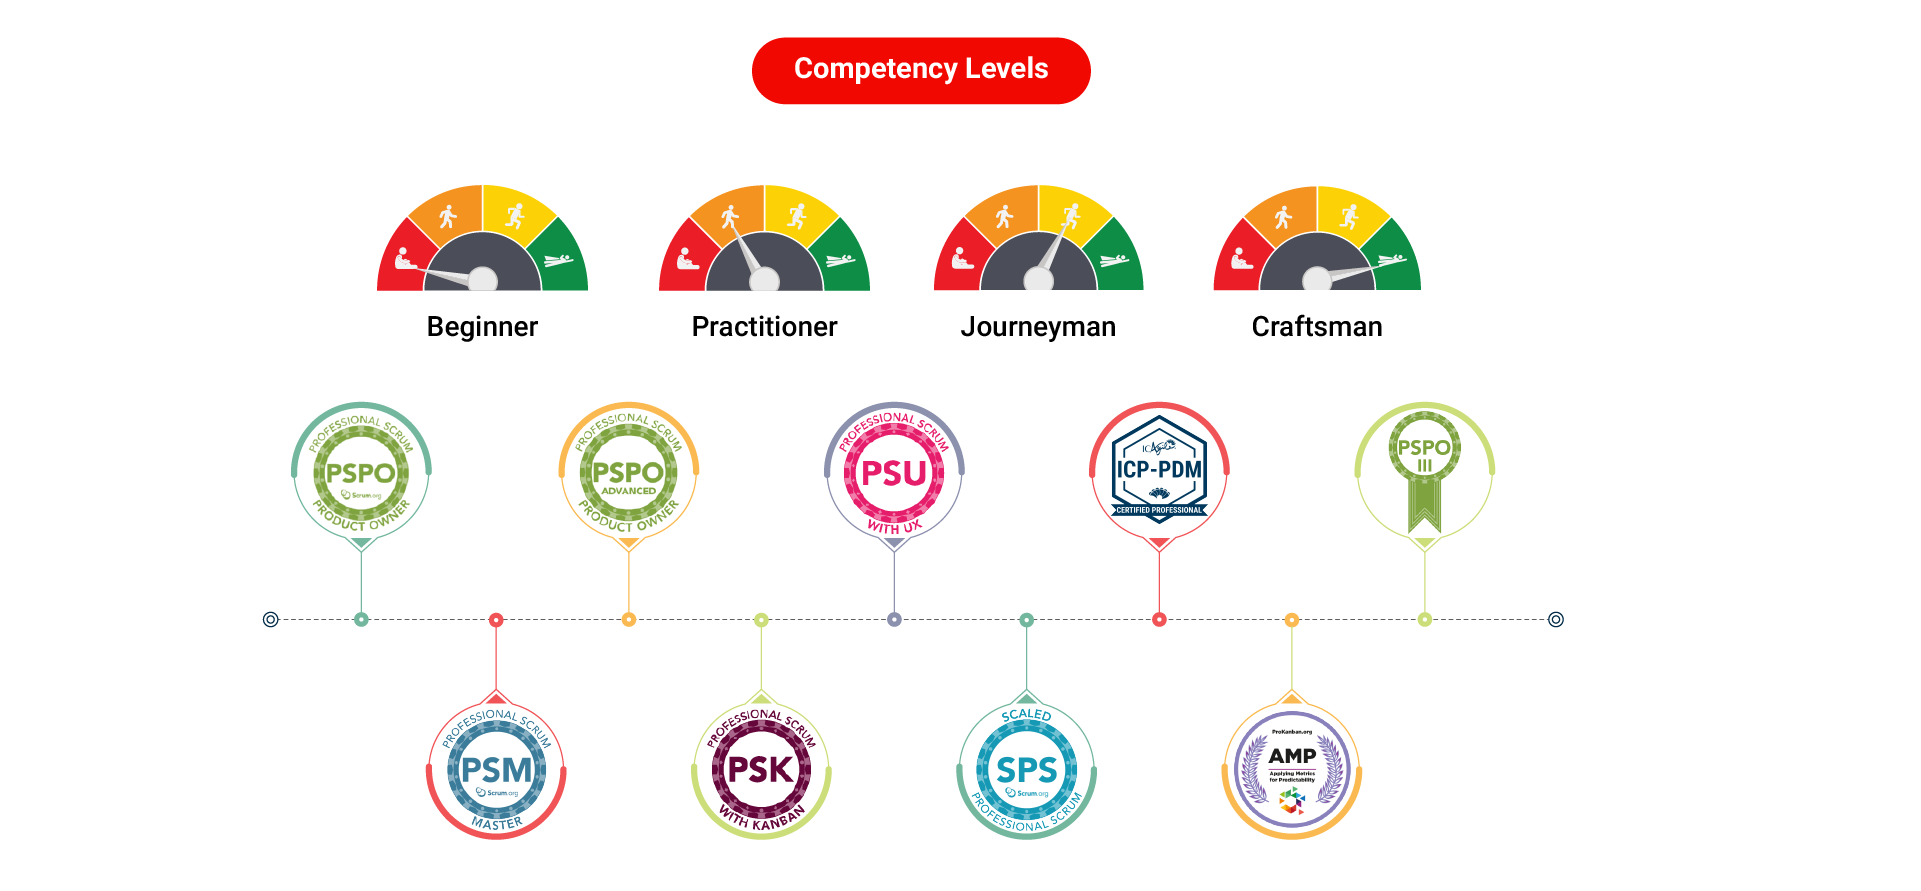 Competency Levels
Beginner
Practitioner
Journeyman
Craftsman
PROFESSIONAL SCRUM
PSPO
Scrum.org
PRODUCT OWNER
PROFESSIONAL SCRUM
PSPO
ADVANCED
PRODUCT OWNER
PROFESSIONAL SCRUM
PSU
WITH UX
ICAgile
ICP-PDM
CERTIFIED PROFESSIONAL
PSPO
III
PROFESSIONAL SCRUM
PSM
Scrum.org
MASTER
PROFESSIONAL SCRUM
PSK
WITH KANBAN
SCALED
SPS
Scrum.org
PROFESSIONAL SCRUM
ProKanban.org
AMP
Applying Metrics
for Predictability